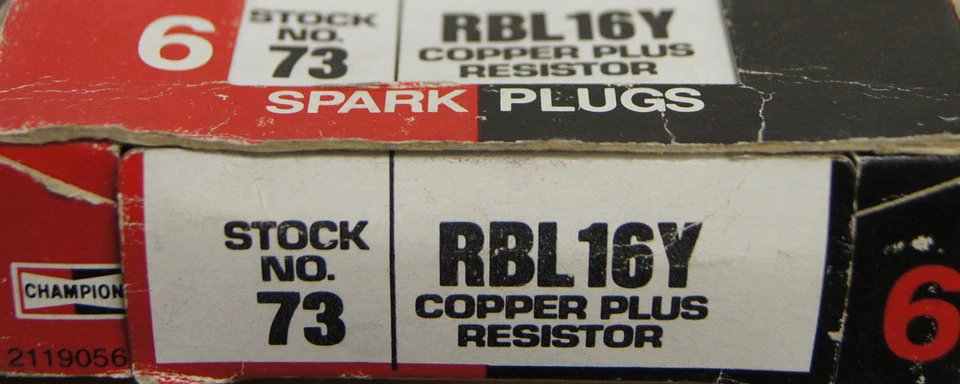 6
STOCK
NO.
73
RBL16Y
COPPER PLUS
RESISTOR
SPARK PLUGS
CHAMPION
2119056
STOCK
NO.
73
RBL16Y
COPPER PLUS
RESISTOR
6